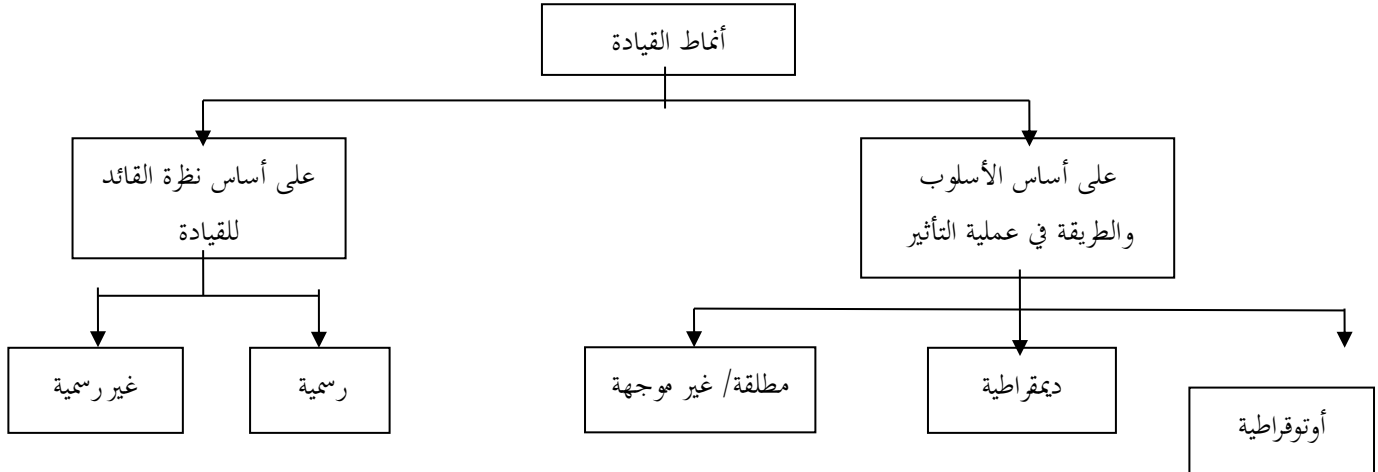 أنماط القيادة
على أساس الأسلوب
والطريقة في عملية التأثير
على أساس نظرة القائد
للقيادة
أوتوقراطية
ديمقراطية
مطلقة/ غير موجهة
رسمية
غير رسمية